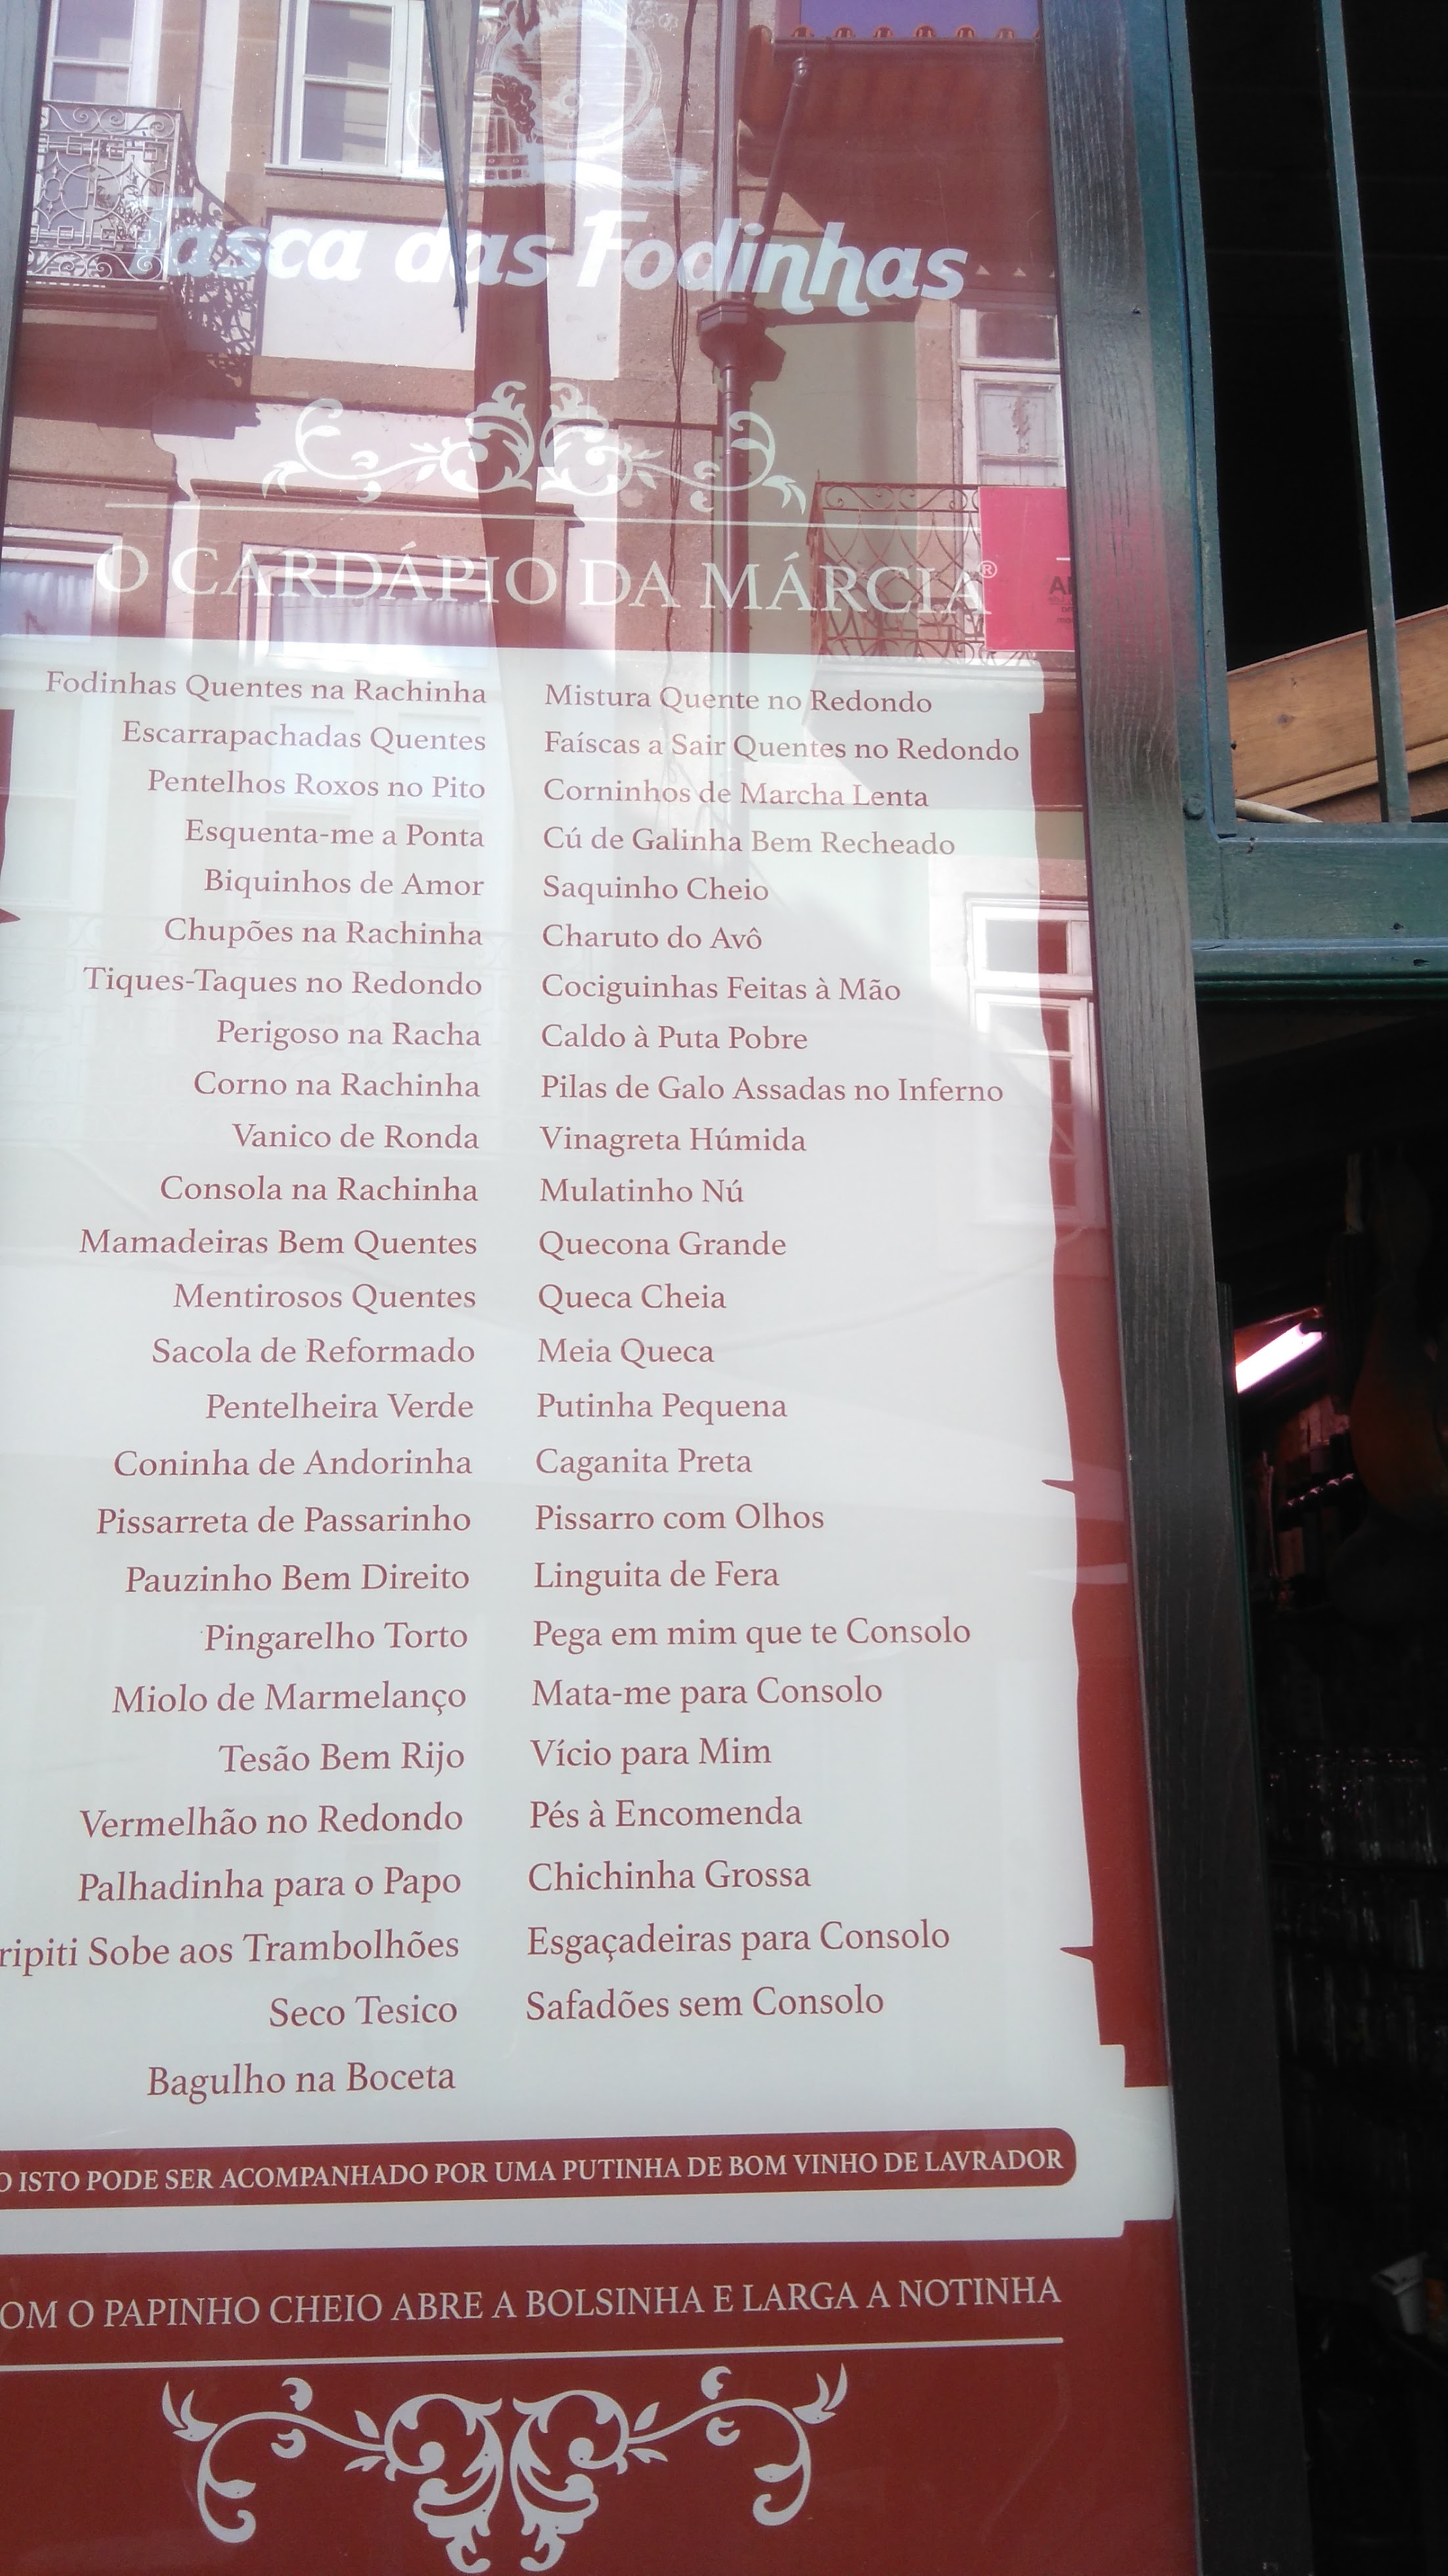 Tasca das Fodinhas
O CARDÁPIO DA MÁRCIA®
Fodinhas Quentes na Rachinha
Escarrapachadas Quentes
Pentelhos Roxos no Pito
Esquenta-me a Ponta
Biquinhos de Amor
Chupões na Rachinha
Tiques-Taques no Redondo
Perigoso na Racha
Corno na Rachinha
Vanico de Ronda
Consola na Rachinha
Mamadeiras Bem Quentes
Mentirosos Quentes
Sacola de Reformado
Pentelheira Verde
Coninha de Andorinha
Pissarreta de Passarinho
Pauzinho Bem Direito
Pingarelho Torto
Miolo de Marmelanço
Tesão Bem Rijo
Vermelhão no Redondo
Palhadinha para o Papo
ripiti Sobe aos Trambolhões
Seco Tesico
Bagulho na Boceta
Mistura Quente no Redondo
Faíscas a Sair Quentes no Redondo
Corninhos de Marcha Lenta
Cú de Galinha Bem Recheado
Saquinho Cheio
Charuto do Avô
Cociguinhas Feitas à Mão
Caldo à Puta Pobre
Pilas de Galo Assadas no Inferno
Vinagreta Húmida
Mulatinho Nú
Quecona Grande
Queca Cheia
Meia Queca
Putinha Pequena
Caganita Preta
Pissarro com Olhos
Linguita de Fera
Pega em mim que te Consolo
Mata-me para Consolo
Vício para Mim
Pés à Encomenda
Chichinha Grossa
Esgaçadeiras para Consolo
Safadões sem Consolo
O ISTO PODE SER ACOMPANHADO POR UMA PUTINHA DE BOM VINHO DE LAVRADOR
OM O PAPINHO CHEIO ABRE A BOLSINHA E LARGA A NOTINHA